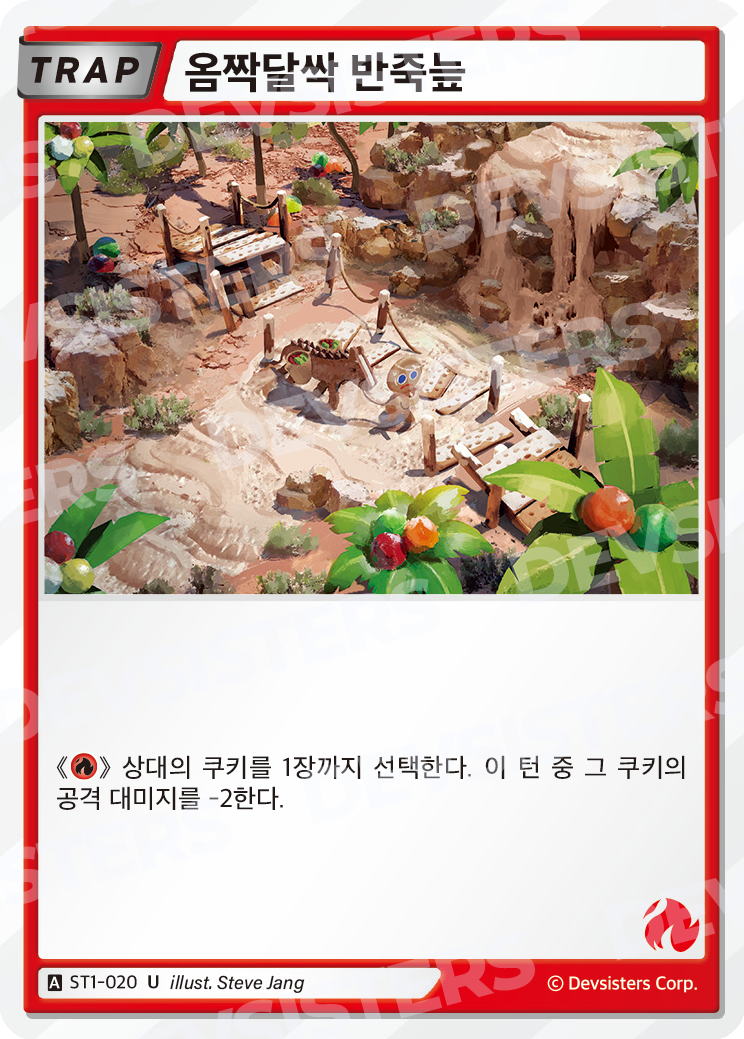 TRAP
옴짝달싹 반죽늪
《》 상대의 쿠키를 1장까지 선택한다. 이 턴 중 그 쿠키의
공격 대미지를 -2한다.
A ST1-020 U illust. Steve Jang
© Devsisters Corp.
DEVSISTERS